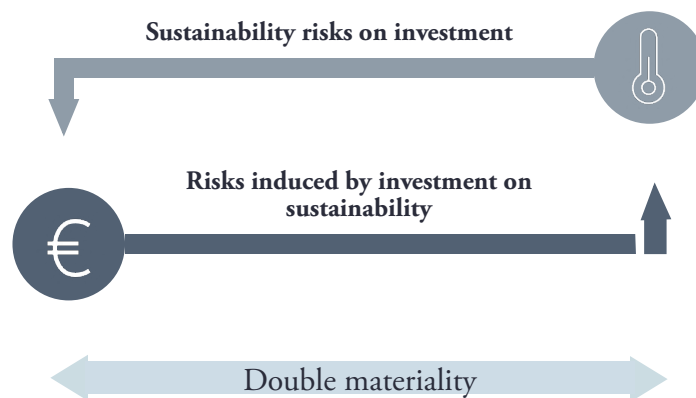 Sustainability risks on investment
Risks induced by investment on
sustainability
€
Double materiality